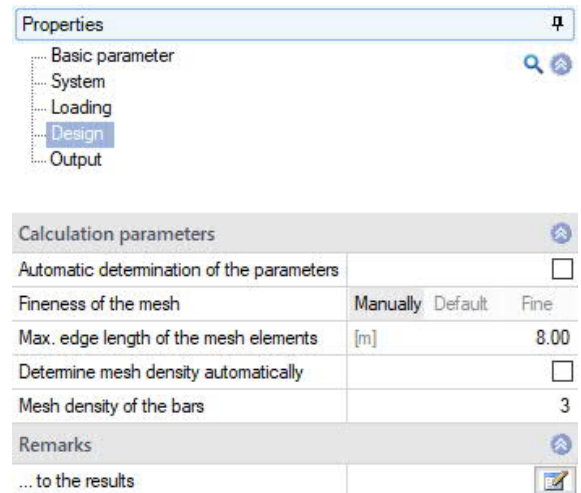 Properties
Basic parameter
System
Loading
Design
Output
Calculation parameters
Automatic determination of the parameters
Fineness of the mesh Manually Default Fine
Max. edge length of the mesh elements [m] 8.00
Determine mesh density automatically
Mesh density of the bars 3
Remarks
... to the results